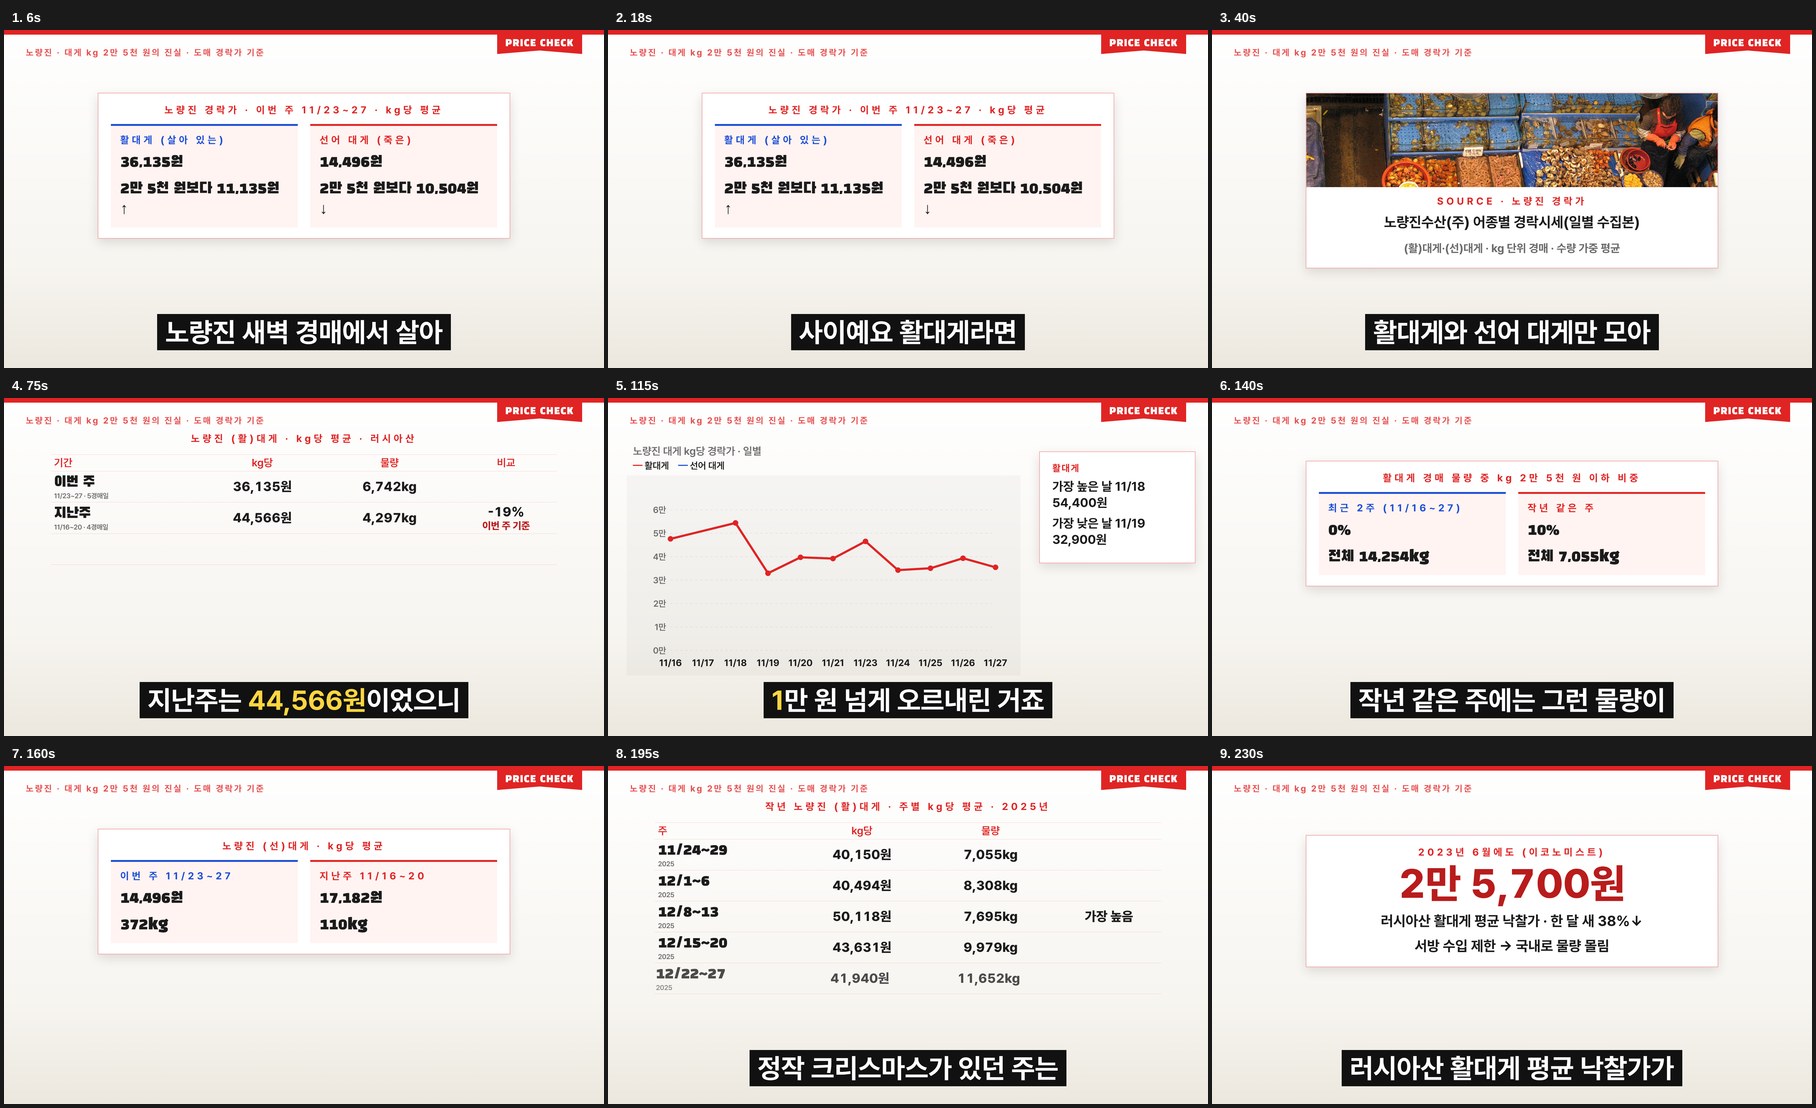 1. 6s
노량진 · 대게 kg 2만 5천 원의 진실 · 도매 경락가 기준
PRICE CHECK
노량진 경락가 · 이번 주 11/23~27 · kg당 평균
활대게 (살아 있는)
36,135원
2만 5천 원보다 11,135원
↑
선어 대게 (죽은)
14,496원
2만 5천 원보다 10,504원
↓
노량진 새벽 경매에서 살아
2. 18s
노량진 · 대게 kg 2만 5천 원의 진실 · 도매 경락가 기준
PRICE CHECK
노량진 경락가 · 이번 주 11/23~27 · kg당 평균
활대게 (살아 있는)
36,135원
2만 5천 원보다 11,135원
↑
선어 대게 (죽은)
14,496원
2만 5천 원보다 10,504원
↓
사이예요 활대게라면
3. 40s
노량진 · 대게 kg 2만 5천 원의 진실 · 도매 경락가 기준
PRICE CHECK
SOURCE · 노량진 경락가
노량진수산(주) 어종별 경락시세(일별 수집본)
(활)대게·(선)대게 · kg 단위 경매 · 수량 가중 평균
활대게와 선어 대게만 모아
4. 75s
노량진 · 대게 kg 2만 5천 원의 진실 · 도매 경락가 기준
PRICE CHECK
노량진 (활)대게 · kg당 평균 · 러시아산
기간 kg당 물량 비교
이번 주 36,135원 6,742kg
11/23~27 · 5경매일
지난주 44,566원 4,297kg -19%
11/16~20 · 4경매일 이번 주 기준
지난주는 44,566원이었으니
5. 115s
노량진 · 대게 kg 2만 5천 원의 진실 · 도매 경락가 기준
PRICE CHECK
노량진 대게 kg당 경락가 · 일별
활대게 선어 대게
6만
5만
4만
3만
2만
1만
0만
11/16 11/17 11/18 11/19 11/20 11/21 11/23 11/24 11/25 11/26 11/27
활대게
가장 높은 날 11/18
54,400원
가장 낮은 날 11/19
32,900원
1만 원 넘게 오르내린 거죠
6. 140s
노량진 · 대게 kg 2만 5천 원의 진실 · 도매 경락가 기준
PRICE CHECK
활대게 경매 물량 중 kg 2만 5천 원 이하 비중
최근 2주 (11/16~27)
0%
전체 14,254kg
작년 같은 주
10%
전체 7,055kg
작년 같은 주에는 그런 물량이
7. 160s
노량진 · 대게 kg 2만 5천 원의 진실 · 도매 경락가 기준
PRICE CHECK
노량진 (선)대게 · kg당 평균
이번 주 11/23~27
14,496원
372kg
지난주 11/16~20
17,182원
110kg
8. 195s
노량진 · 대게 kg 2만 5천 원의 진실 · 도매 경락가 기준
PRICE CHECK
작년 노량진 (활)대게 · 주별 kg당 평균 · 2025년
주 kg당 물량
11/24~29 40,150원 7,055kg
2025
12/1~6 40,494원 8,308kg
2025
12/8~13 50,118원 7,695kg 가장 높음
2025
12/15~20 43,631원 9,979kg
2025
12/22~27 41,940원 11,652kg
2025
정작 크리스마스가 있던 주는
9. 230s
노량진 · 대게 kg 2만 5천 원의 진실 · 도매 경락가 기준
PRICE CHECK
2023년 6월에도 (이코노미스트)
2만 5,700원
러시아산 활대게 평균 낙찰가 · 한 달 새 38%↓
서방 수입 제한 → 국내로 물량 몰림
러시아산 활대게 평균 낙찰가가